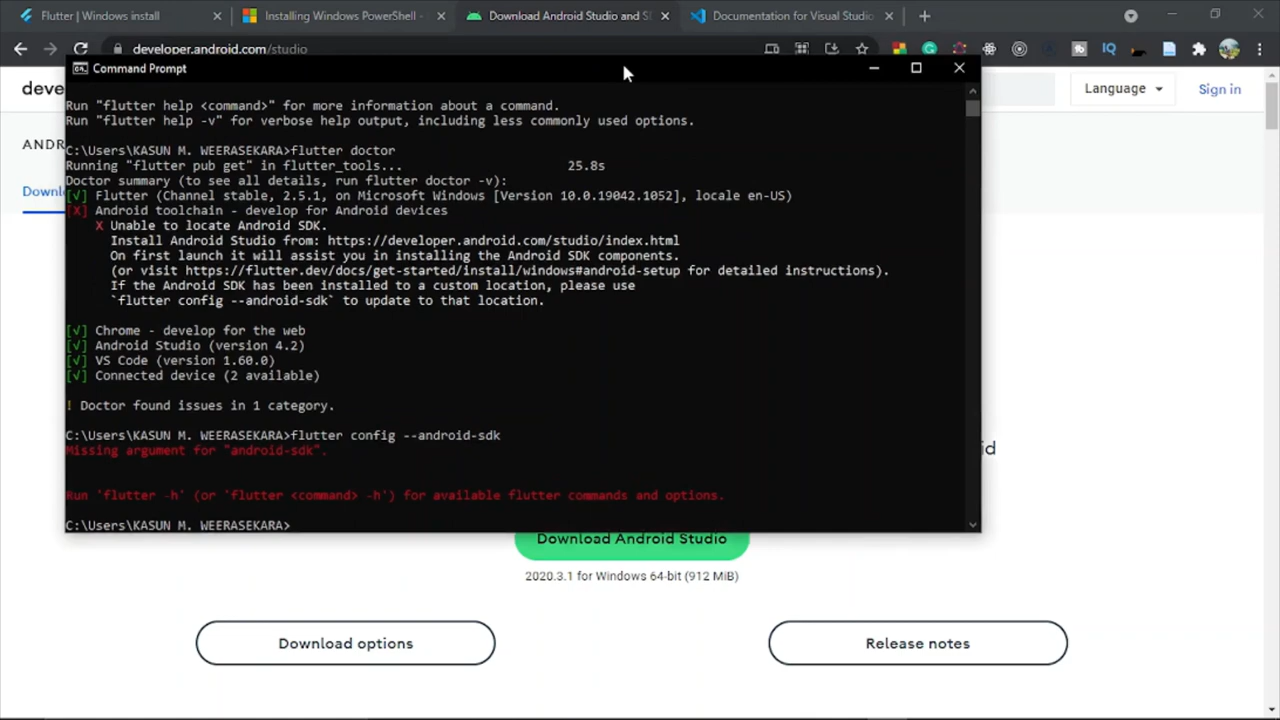 Flutter | Windows install
Installing Windows PowerShell -
Download Android Studio and S
Documentation for Visual Studio
developer.android.com/studio
IQ
Command Prompt
deve
Language
Sign in
ANDR
Downl
Run "flutter help <command>" for more information about a command.
Run "flutter help -v" for verbose help output, including less commonly used options.
C:\Users\KASUN M. WEERASEKARA>flutter doctor
Running "flutter pub get" in flutter_tools... 25.8s
Doctor summary (to see all details, run flutter doctor -v):
[√] Flutter (Channel stable, 2.5.1, on Microsoft Windows [Version 10.0.19042.1052], locale en-US)
[X] Android toolchain - develop for Android devices
X Unable to locate Android SDK.
Install Android Studio from: https://developer.android.com/studio/index.html
On first launch it will assist you in installing the Android SDK components.
(or visit https://flutter.dev/docs/get-started/install/windows#android-setup for detailed instructions).
If the Android SDK has been installed to a custom location, please use
`flutter config --android-sdk` to update to that location.
[√] Chrome - develop for the web
[√] Android Studio (version 4.2)
[√] VS Code (version 1.60.0)
[√] Connected device (2 available)
! Doctor found issues in 1 category.
C:\Users\KASUN M. WEERASEKARA>flutter config --android-sdk
Missing argument for "android-sdk".
id
Run 'flutter -h' (or 'flutter <command> -h') for available flutter commands and options.
C:\Users\KASUN M. WEERASEKARA>
Download Android Studio
2020.3.1 for Windows 64-bit (912 MiB)
Download options
Release notes